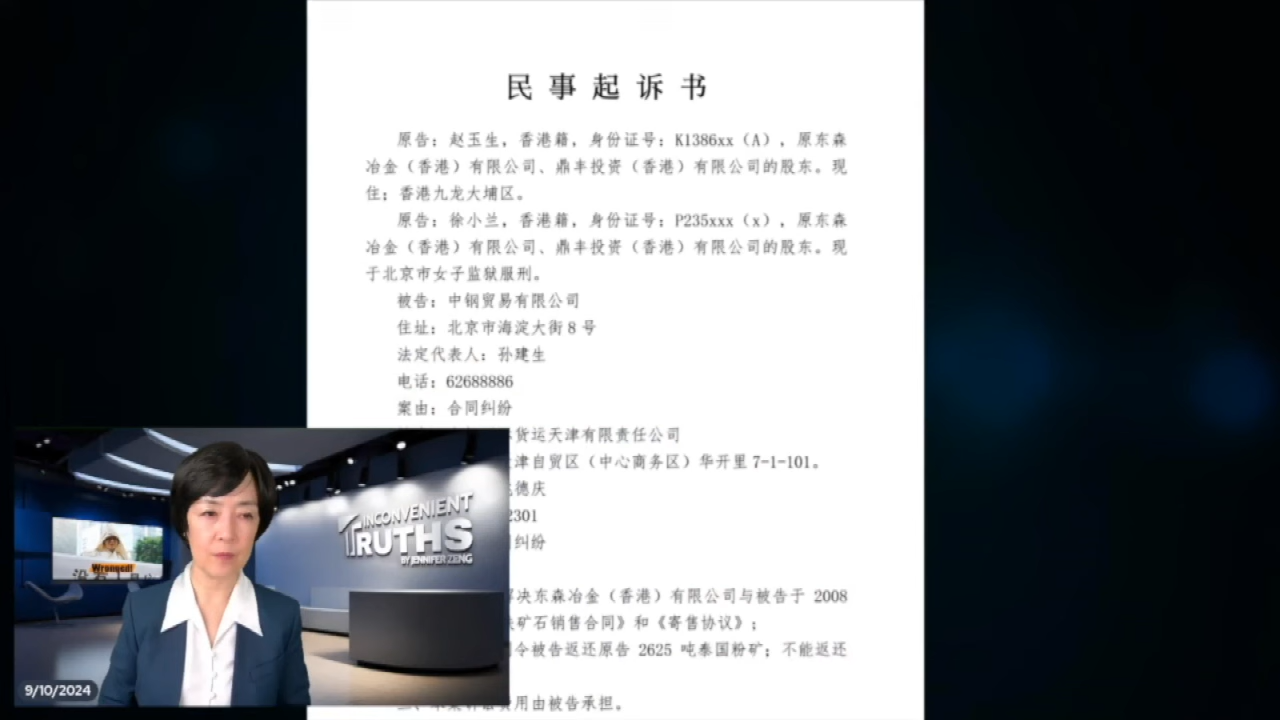 民事起诉书
原告：赵玉生，香港籍，身份证号：K1386xx（A），原东森
冶金（香港）有限公司、鼎丰投资（香港）有限公司的股东。现
住：香港九龙大埔区。
原告：徐小兰，香港籍，身份证号：P235xxx（x），原东森
冶金（香港）有限公司、鼎丰投资（香港）有限公司的股东。现
于北京市女子监狱服刑。
被告：中钢贸易有限公司
住址：北京市海淀大街8号
法定代表人：孙建生
电话：62688886
案由：合同纠纷
货运天津有限责任公司
津自贸区（中心商务区）华开里7-1-101。
德庆
2301
纠纷
决东森冶金（香港）有限公司与被告于 2008
矿石销售合同》和《寄售协议》；
令被告返还原告 2625 吨泰国粉矿；不能返还
费用由被告承担。
INCONVENIENT
TRUTHS
BY JENNIFER ZENG
Wronged!
没有
9/10/2024